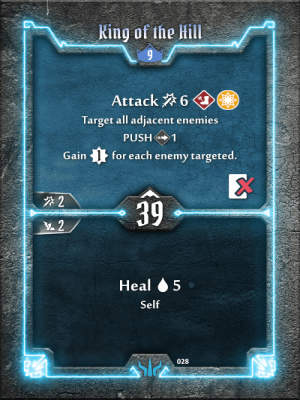 King of the Hill
9
Attack 6
Target all adjacent enemies
PUSH 1
Gain 1 for each enemy targeted.
2
39
2
Heal 5
Self
028